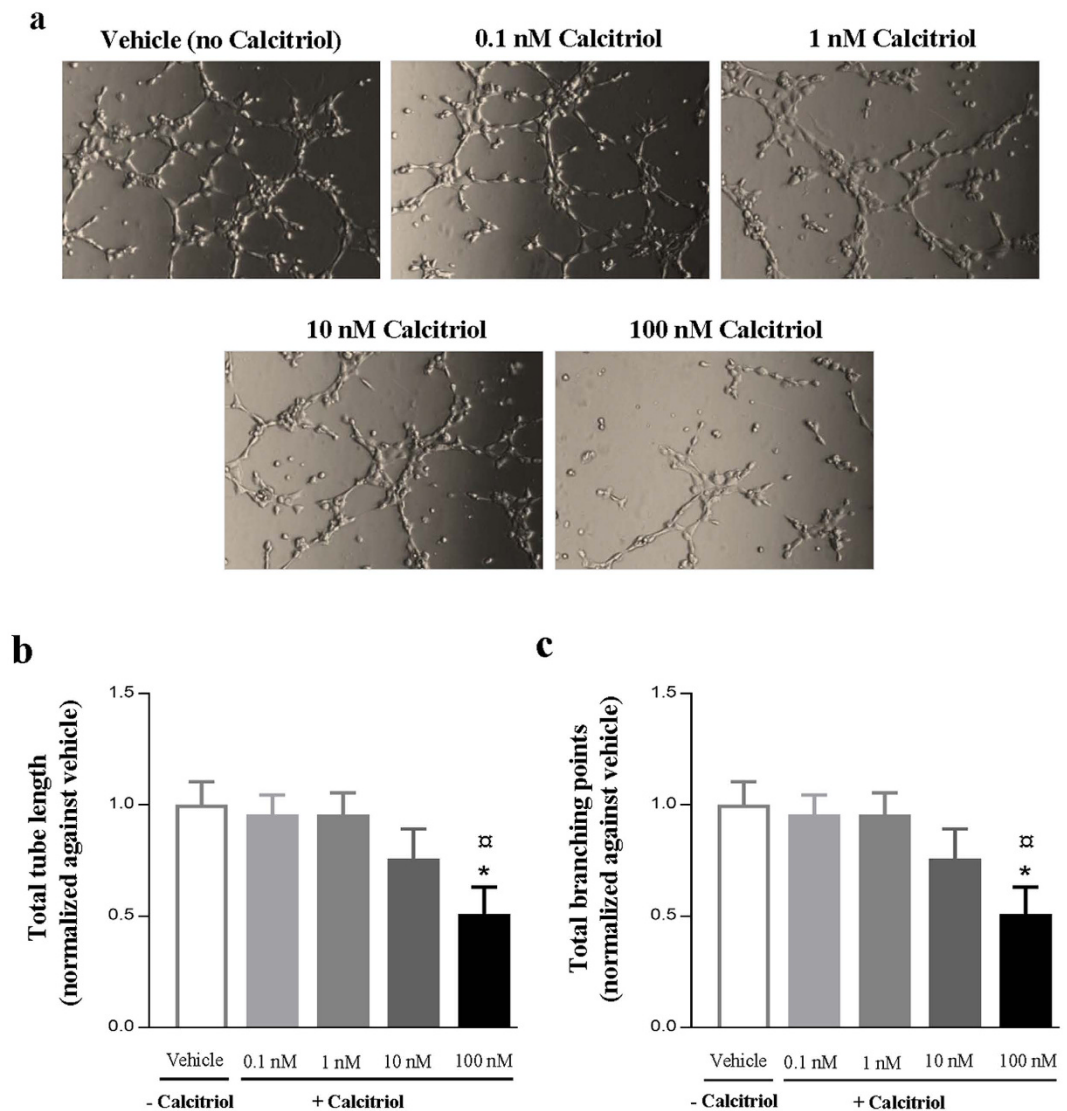 a
Vehicle (no Calcitriol)
0.1 nM Calcitriol
1 nM Calcitriol
10 nM Calcitriol
100 nM Calcitriol
b
Total tube length
(normalized against vehicle)
1.5
1.0
0.5
0.0
¤
*
Vehicle
0.1 nM
1 nM
10 nM
100 nM
- Calcitriol
+ Calcitriol
c
Total branching points
(normalized against vehicle)
1.5
1.0
0.5
0.0
¤
*
Vehicle
0.1 nM
1 nM
10 nM
100 nM
- Calcitriol
+ Calcitriol